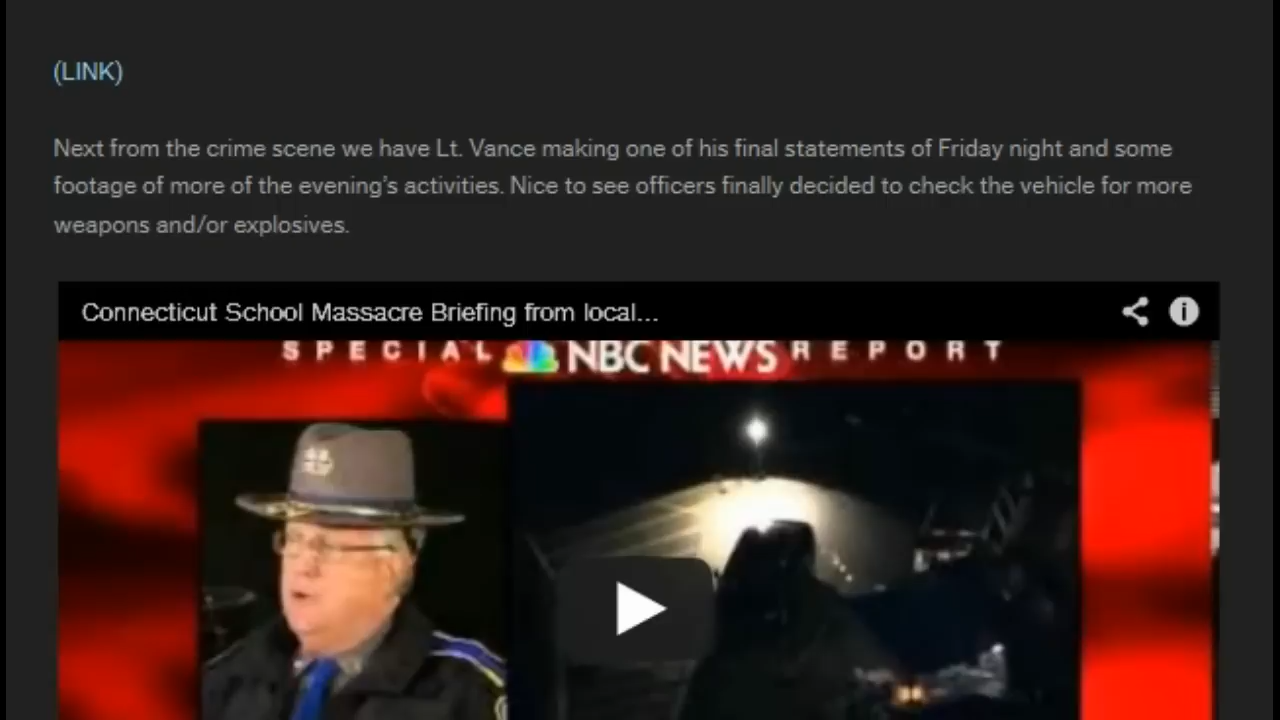 (LINK)
Next from the crime scene we have Lt. Vance making one of his final statements of Friday night and some
footage of more of the evening's activities. Nice to see officers finally decided to check the vehicle for more
weapons and/or explosives.
Connecticut School Massacre Briefing from local...
SPECIAL NBC NEWS REPORT